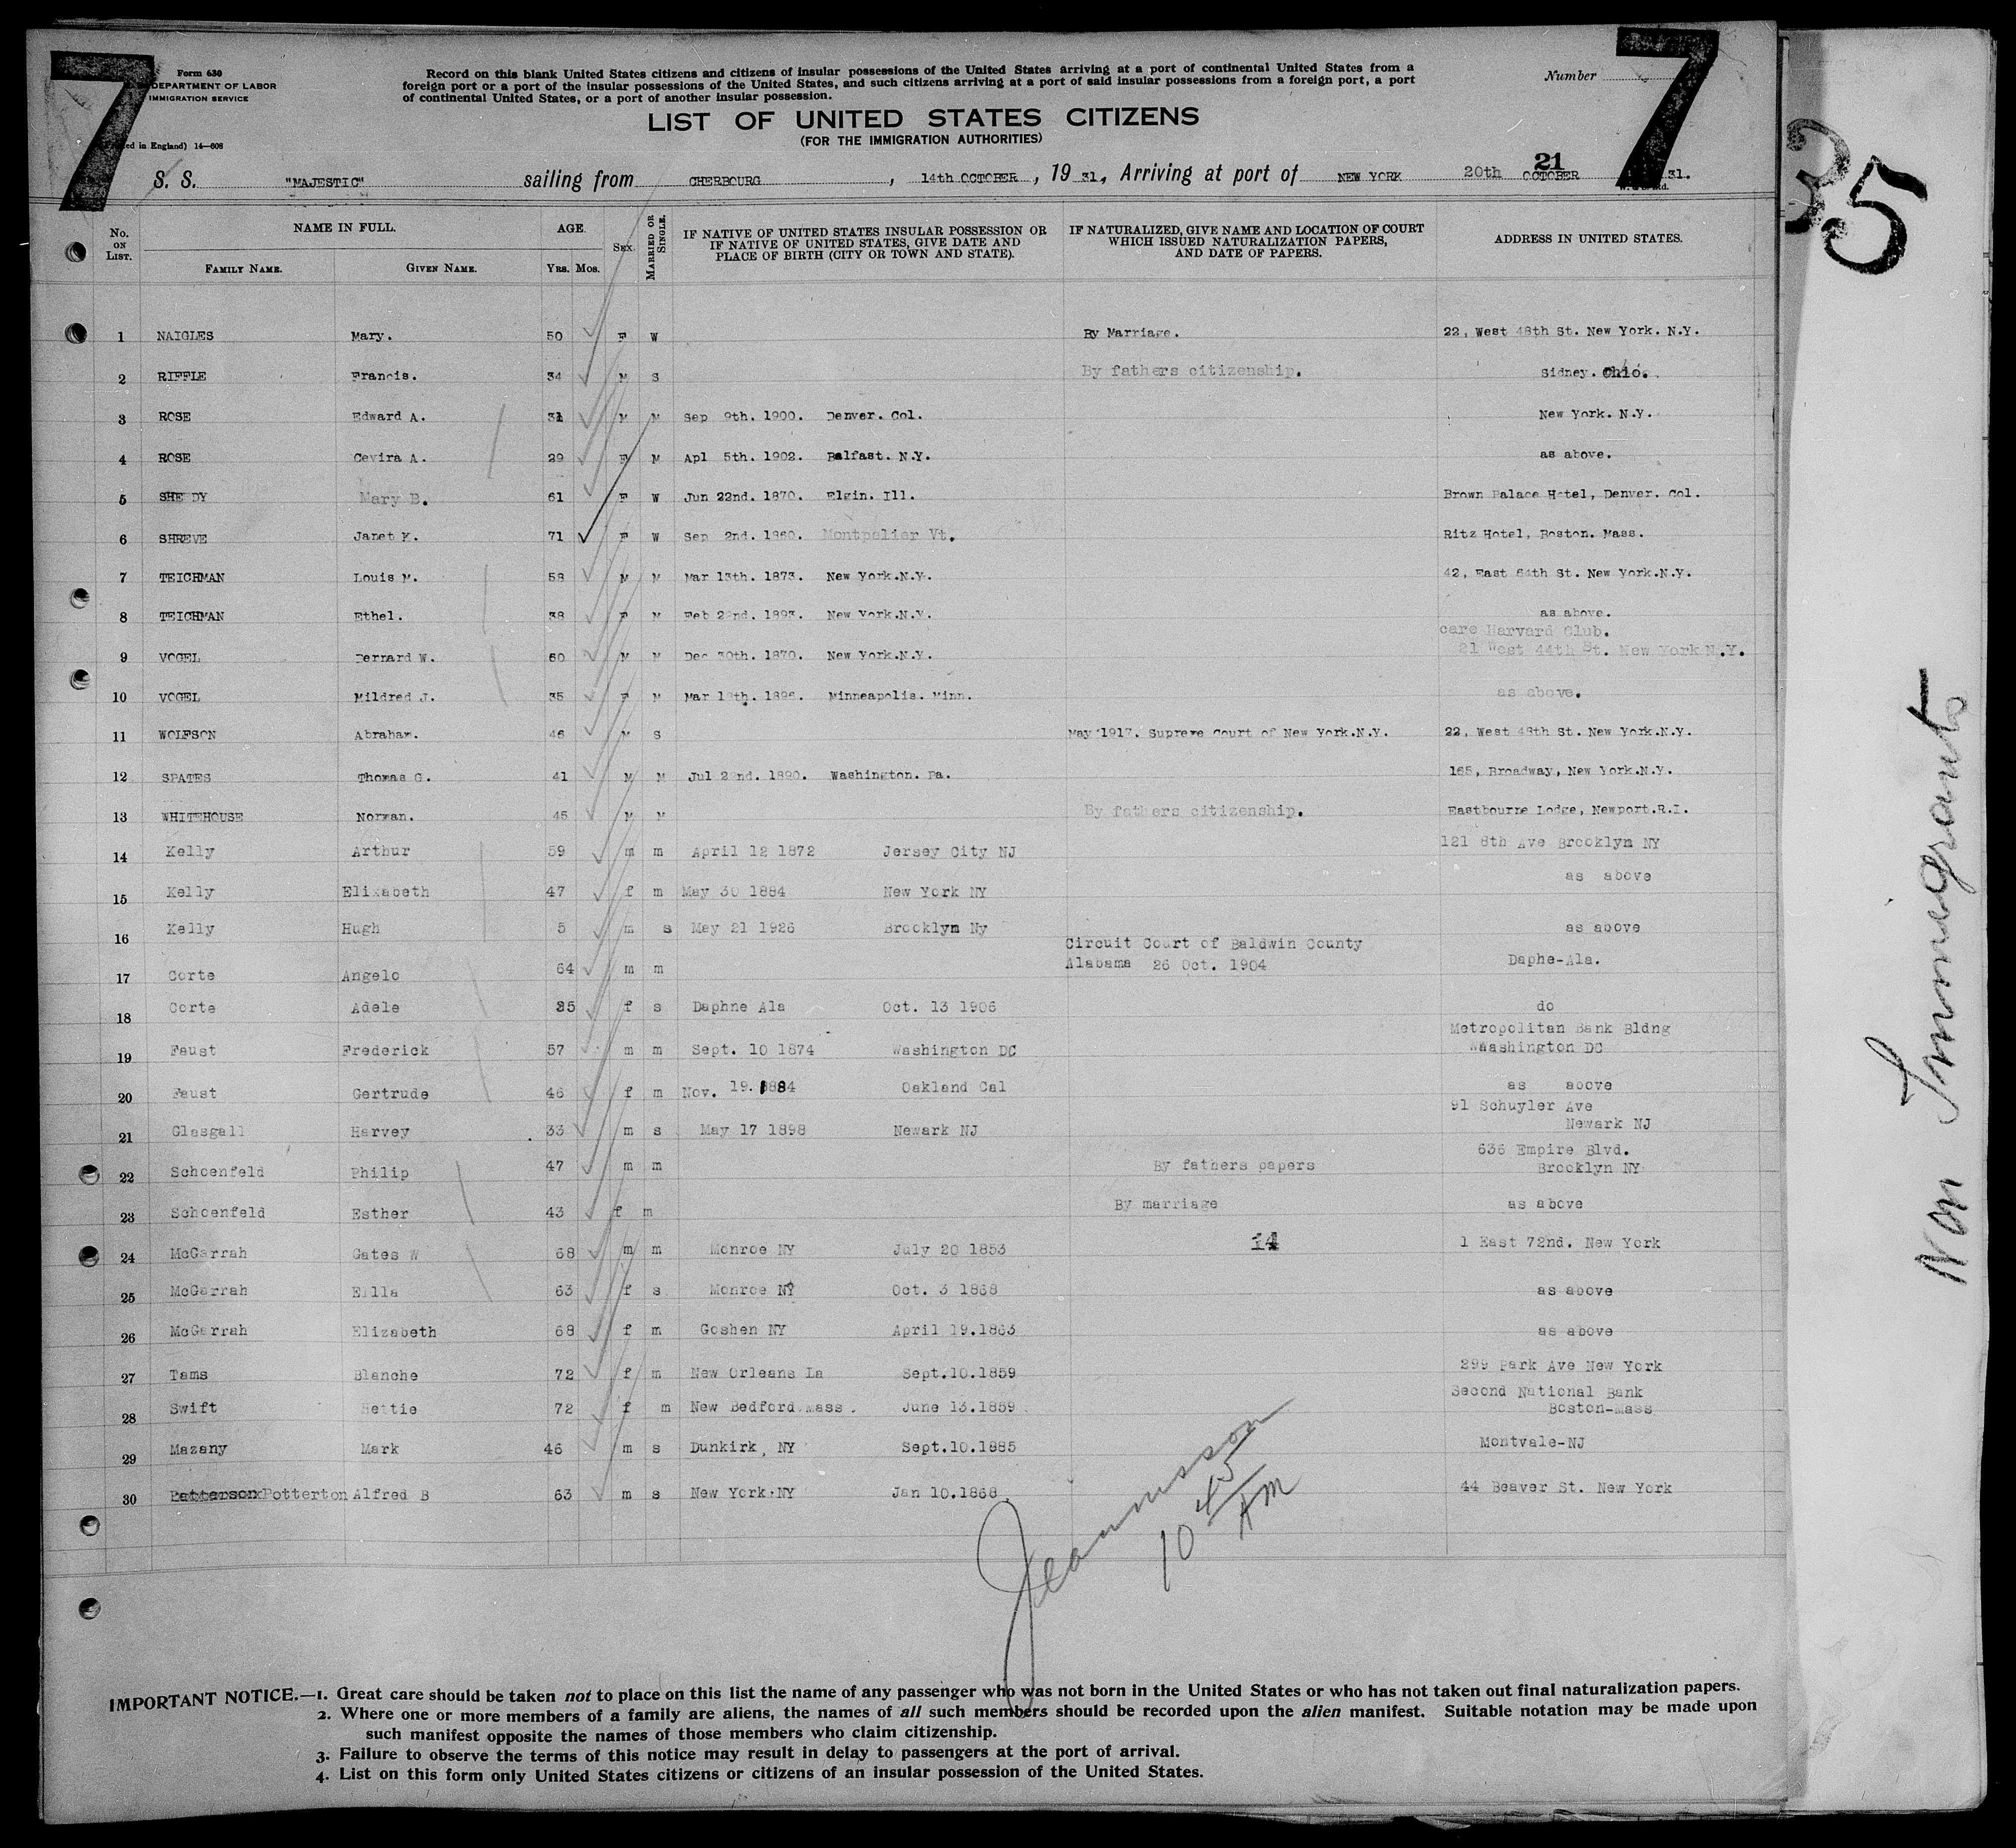 7
Form 630
DEPARTMENT OF LABOR
IMMIGRATION SERVICE
ed in England) 14—608
Record on this blank United States citizens and citizens of insular possessions of the United States arriving at a port of continental United States from a
foreign port or a port of the insular possessions of the United States, and such citizens arriving at a port of said insular possessions from a foreign port, a port
of continental United States, or a port of another insular possession.
LIST OF UNITED STATES CITIZENS
(FOR THE IMMIGRATION AUTHORITIES)
Number
7
35
S. S. "MAJESTIC" sailing from CHERBOURG, 14th OCTOBER, 19 31, Arriving at port of NEW YORK 20th 21 OCTOBER 31.
No. ON LIST. NAME IN FULL. AGE. SEX. MARRIED OR SINGLE. IF NATIVE OF UNITED STATES INSULAR POSSESSION OR IF NATIVE OF UNITED STATES, GIVE DATE AND PLACE OF BIRTH (CITY OR TOWN AND STATE). IF NATURALIZED, GIVE NAME AND LOCATION OF COURT WHICH ISSUED NATURALIZATION PAPERS, AND DATE OF PAPERS. ADDRESS IN UNITED STATES.
FAMILY NAME. GIVEN NAME. YRS. MOS.
1 NAIGLES Mary. 50 F W By Marriage. 22, West 48th St. New York. N.Y.
2 RIFFLE Francis. 34 M S By fathers citizenship. Sidney. Ohio.
3 ROSE Edward A. 31 M M Sep 9th. 1900. Denver. Col. New York. N.Y.
4 ROSE Cevira A. 29 F M Apl 5th. 1902. Belfast. N.Y. as above.
5 SHEEDY Mary B. 61 F W Jun 22nd. 1870. Elgin. Ill. Brown Palace Hotel, Denver. Col.
6 SHREVE Janet K. 71 F W Sep 2nd. 1860. Montpelier Vt. Ritz Hotel, Boston. Mass.
7 TEICHMAN Louis M. 58 M M Mar 13th. 1873. New York.N.Y. 42, East 64th St. New York.N.Y.
8 TEICHMAN Ethel. 38 F M Feb 22nd. 1893. New York.N.Y. as above.
care Harvard Club.
9 VOGEL Bernard W. 60 M M Dec 30th. 1870. New York.N.Y. 21 West 44th St. New York N.Y.
10 VOGEL Mildred J. 35 F M Mar 1896. Minneapolis. Minn. as above.
11 WOLFSON Abraham. 46 M S May 1917. Supreme Court of New York.N.Y. 22, West 48th St. New York.N.Y.
12 SPATES Thomas G. 41 M M Jul 22nd. 1890. Washington. Pa. 165, Broadway, New York.N.Y.
13 WHITEHOUSE Norman. 45 M M By fathers citizenship. Eastbourne Lodge, Newport.R.I.
14 Kelly Arthur 59 m m April 12 1872 Jersey City NJ 121 8th Ave Brooklyn NY
15 Kelly Elizabeth 47 f m May 30 1884 New York NY as above
16 Kelly Hugh 5 m s May 21 1926 Brooklyn Ny as above
Circuit Court of Baldwin County
17 Corte Angelo 64 m m Alabama 26 Oct. 1904 Daphe-Ala.
18 Corte Adele 25 f s Daphne Ala Oct. 13 1906 do
Metropolitan Bank Bldng
19 Faust Frederick 57 m m Sept. 10 1874 Washington DC Waashington DC
20 Faust Gertrude 46 f m Nov. 19. 1884 Oakland Cal as above
91 Schuyler Ave
21 Glasgall Harvey 33 m s May 17 1898 Newark NJ Newark NJ
636 Empire Blvd.
22 Schoenfeld Philip 47 m m By fathers papers Brooklyn NY
23 Schoenfeld Esther 43 f m By marriage as above
24 McGarrah Gates W 68 m m Monroe NY July 20 1853 14 1 East 72nd. New York
25 McGarrah Ella 63 f s Monroe NY Oct. 3 1868 as above
26 McGarrah Elizabeth 68 f m Goshen NY April 19.1863 as above
27 Tams Blanche 72 f m New Orleans La Sept.10.1859 299 Park Ave New York
Second National Bank
28 Swift Hettie 72 f m New Bedford mass. June 13.1859 Boston-Mass
29 Mazany Mark 46 m s Dunkirk, NY Sept.10.1885 Montvale-NJ
30 Patterson Potterton Alfred B 63 m s New York NY Jan 10.1868 44 Beaver St. New York
10 45 AM
Non Immigrants
IMPORTANT NOTICE.—1. Great care should be taken not to place on this list the name of any passenger who was not born in the United States or who has not taken out final naturalization papers.
2. Where one or more members of a family are aliens, the names of all such members should be recorded upon the alien manifest. Suitable notation may be made upon
such manifest opposite the names of those members who claim citizenship.
3. Failure to observe the terms of this notice may result in delay to passengers at the port of arrival.
4. List on this form only United States citizens or citizens of an insular possession of the United States.